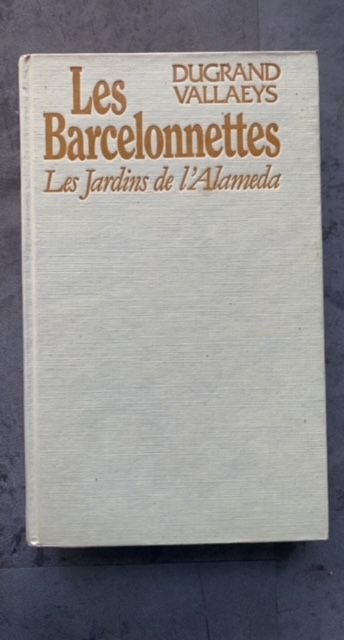 DUGRAND
VALLAEYS
Les
Barcelonnettes
Les Jardins de l'Alameda